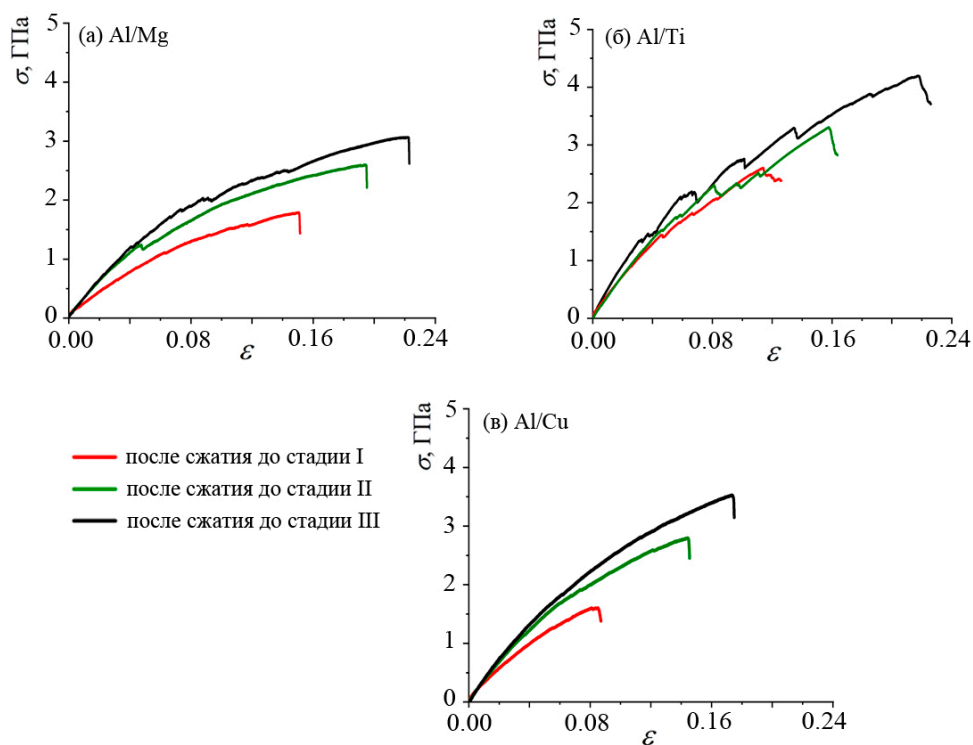 (а) Al/Mg
σ, ГПа
5
4
3
2
1
0
0.00 0.08 0.16 0.24
ε
(б) Al/Ti
σ, ГПа
5
4
3
2
1
0
0.00 0.08 0.16 0.24
ε
(в) Al/Cu
σ, ГПа
5
4
3
2
1
0
0.00 0.08 0.16 0.24
ε
после сжатия до стадии I
после сжатия до стадии II
после сжатия до стадии III